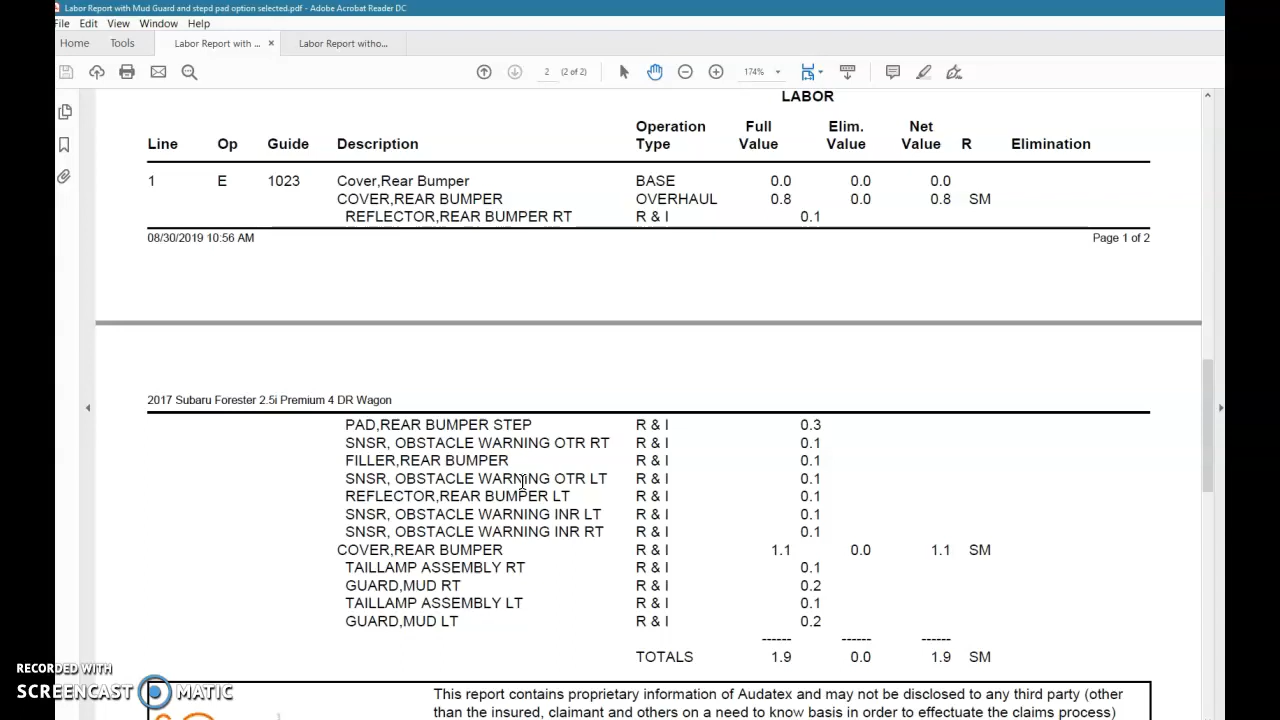 Labor Report with Mud Guard and stepd pad option selected.pdf - Adobe Acrobat Reader DC
File Edit View Window Help
Home Tools Labor Report with ... × Labor Report witho...
2 (2 of 2) 174%
LABOR
Operation Full Elim. Net
Line Op Guide Description Type Value Value Value R Elimination
1 E 1023 Cover,Rear Bumper BASE 0.0 0.0 0.0
COVER,REAR BUMPER OVERHAUL 0.8 0.0 0.8 SM
REFLECTOR,REAR BUMPER RT R & I 0.1
08/30/2019 10:56 AM Page 1 of 2
2017 Subaru Forester 2.5i Premium 4 DR Wagon
PAD,REAR BUMPER STEP R & I 0.3
SNSR, OBSTACLE WARNING OTR RT R & I 0.1
FILLER,REAR BUMPER R & I 0.1
SNSR, OBSTACLE WARNING OTR LT R & I 0.1
REFLECTOR,REAR BUMPER LT R & I 0.1
SNSR, OBSTACLE WARNING INR LT R & I 0.1
SNSR, OBSTACLE WARNING INR RT R & I 0.1
COVER,REAR BUMPER R & I 1.1 0.0 1.1 SM
TAILLAMP ASSEMBLY RT R & I 0.1
GUARD,MUD RT R & I 0.2
TAILLAMP ASSEMBLY LT R & I 0.1
GUARD,MUD LT R & I 0.2
------ ------ ------
TOTALS 1.9 0.0 1.9 SM
RECORDED WITH
SCREENCAST MATIC
This report contains proprietary information of Audatex and may not be disclosed to any third party (other
than the insured, claimant and others on a need to know basis in order to effectuate the claims process)